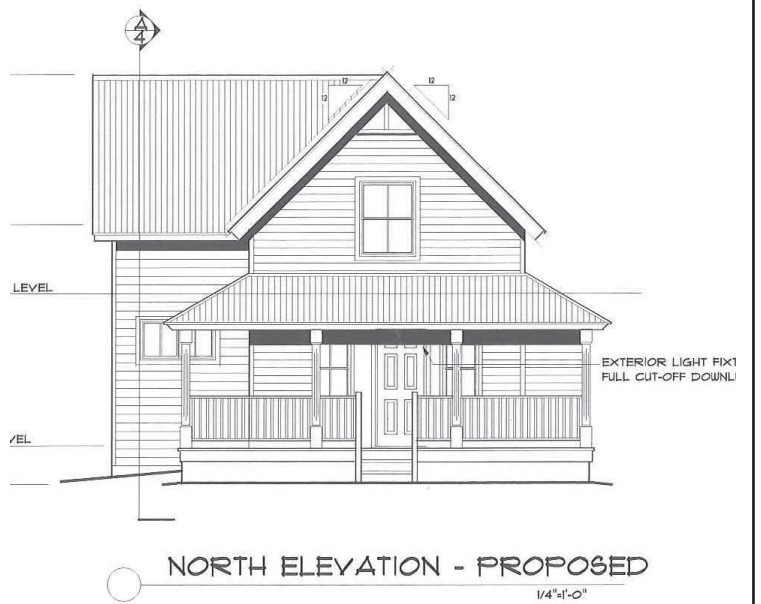 A
4
12
12
12
12
LEVEL
EXTERIOR LIGHT FIXT
FULL CUT-OFF DOWNL
VEL
NORTH ELEVATION - PROPOSED
1/4"=1'-0"